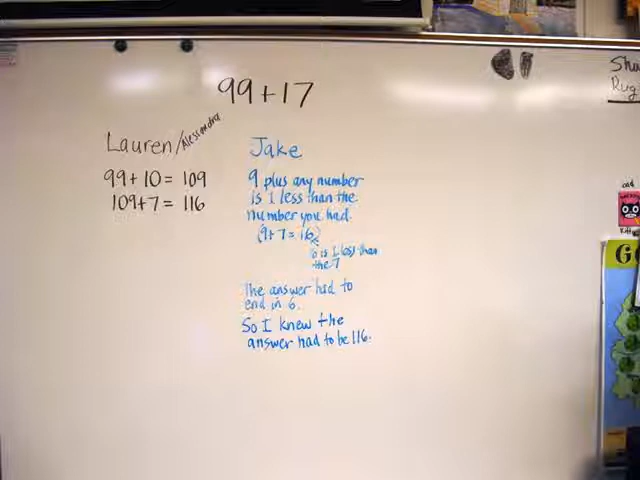 99+17
Lauren/Alessandra
99+10= 109
109+7= 116
Jake
9 plus any number
is 1 less than the
number you had.
(9+7=16)
6 is 1 less than
the 7
The answer had to
end in 6.
So I knew the
answer had to be 116.
Rug